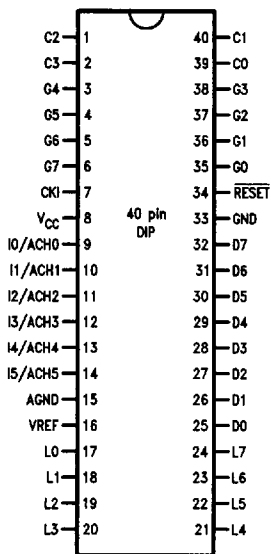 C2 1 40 C1
C3 2 39 C0
G4 3 38 G3
G5 4 37 G2
G6 5 36 G1
G7 6 35 G0
CKI 7 34 RESET
VCC 8 40 pin 33 GND
I0/ACH0 9 DIP 32 D7
I1/ACH1 10 31 D6
I2/ACH2 11 30 D5
I3/ACH3 12 29 D4
I4/ACH4 13 28 D3
I5/ACH5 14 27 D2
AGND 15 26 D1
VREF 16 25 D0
L0 17 24 L7
L1 18 23 L6
L2 19 22 L5
L3 20 21 L4